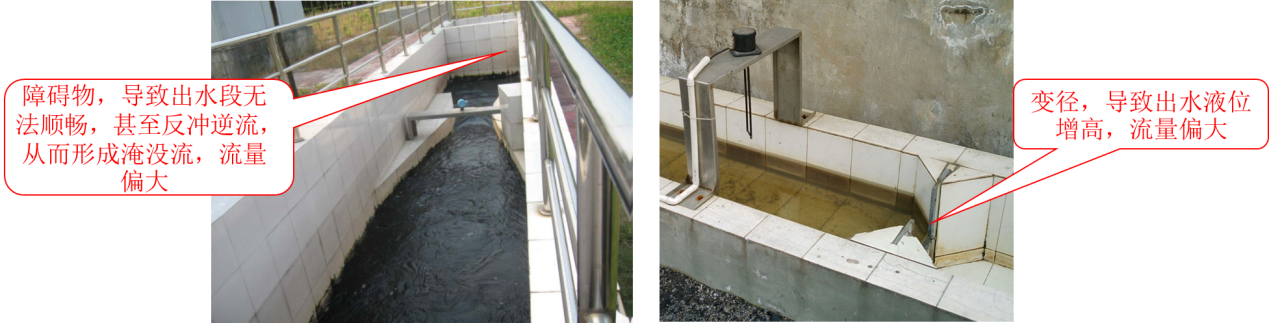 障碍物，导致出水段无
法顺畅，甚至反冲逆流，
从而形成淹没流，流量
偏大
变径，导致出水液位
增高，流量偏大